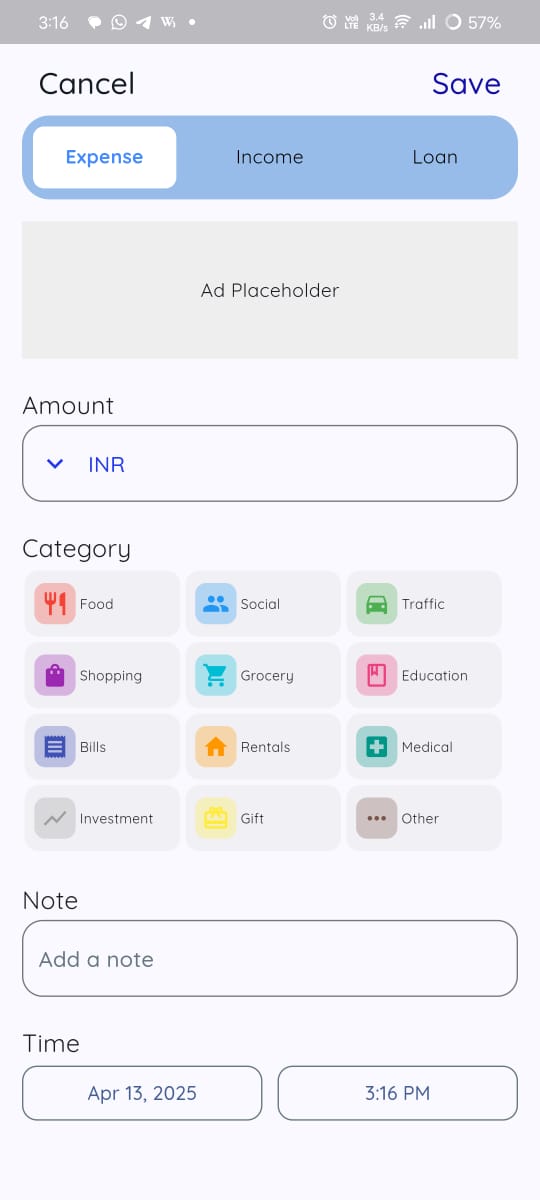 3:16 Vo) LTE 3.4 KB/s 57%
Cancel Save
Expense Income Loan
Ad Placeholder
Amount
INR
Category
Food Social Traffic
Shopping Grocery Education
Bills Rentals Medical
Investment Gift Other
Note
Add a note
Time
Apr 13, 2025 3:16 PM